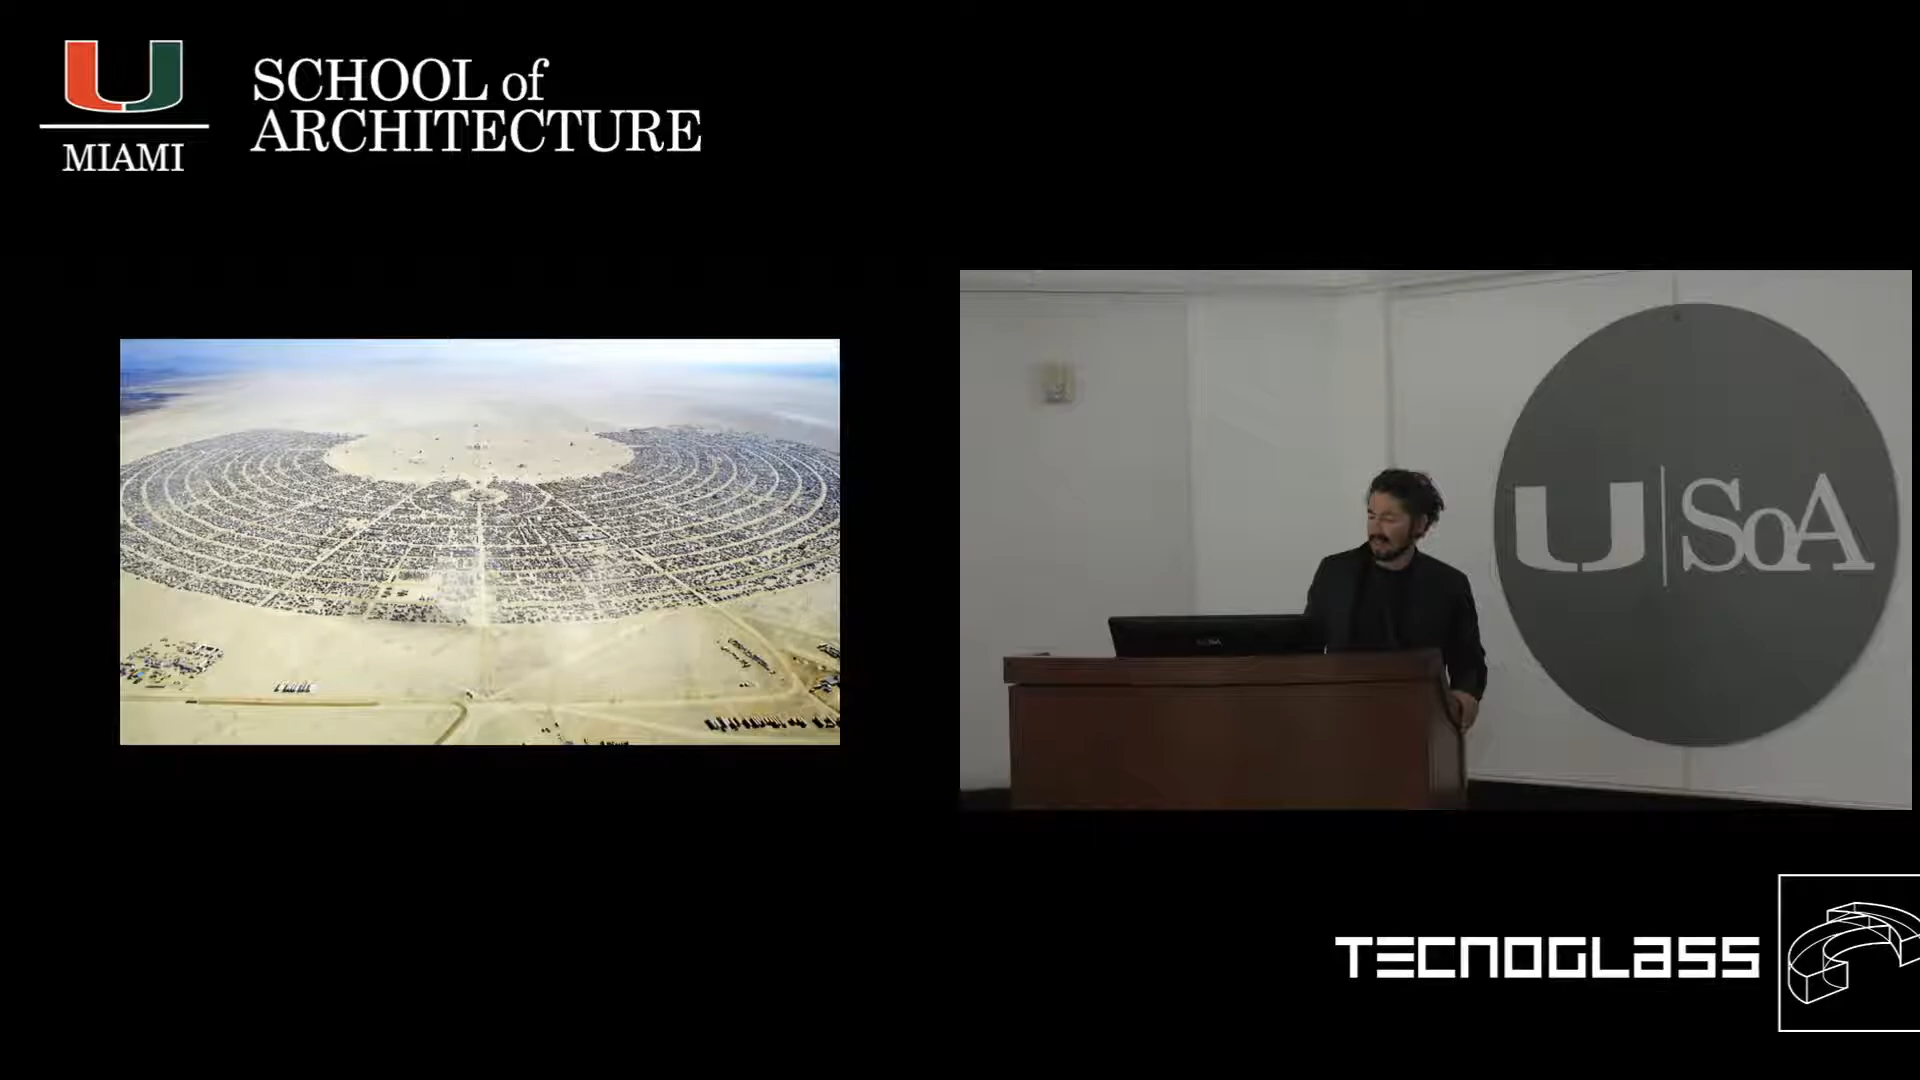 SCHOOL of
ARCHITECTURE
MIAMI
U SoA
TECNOGLASS